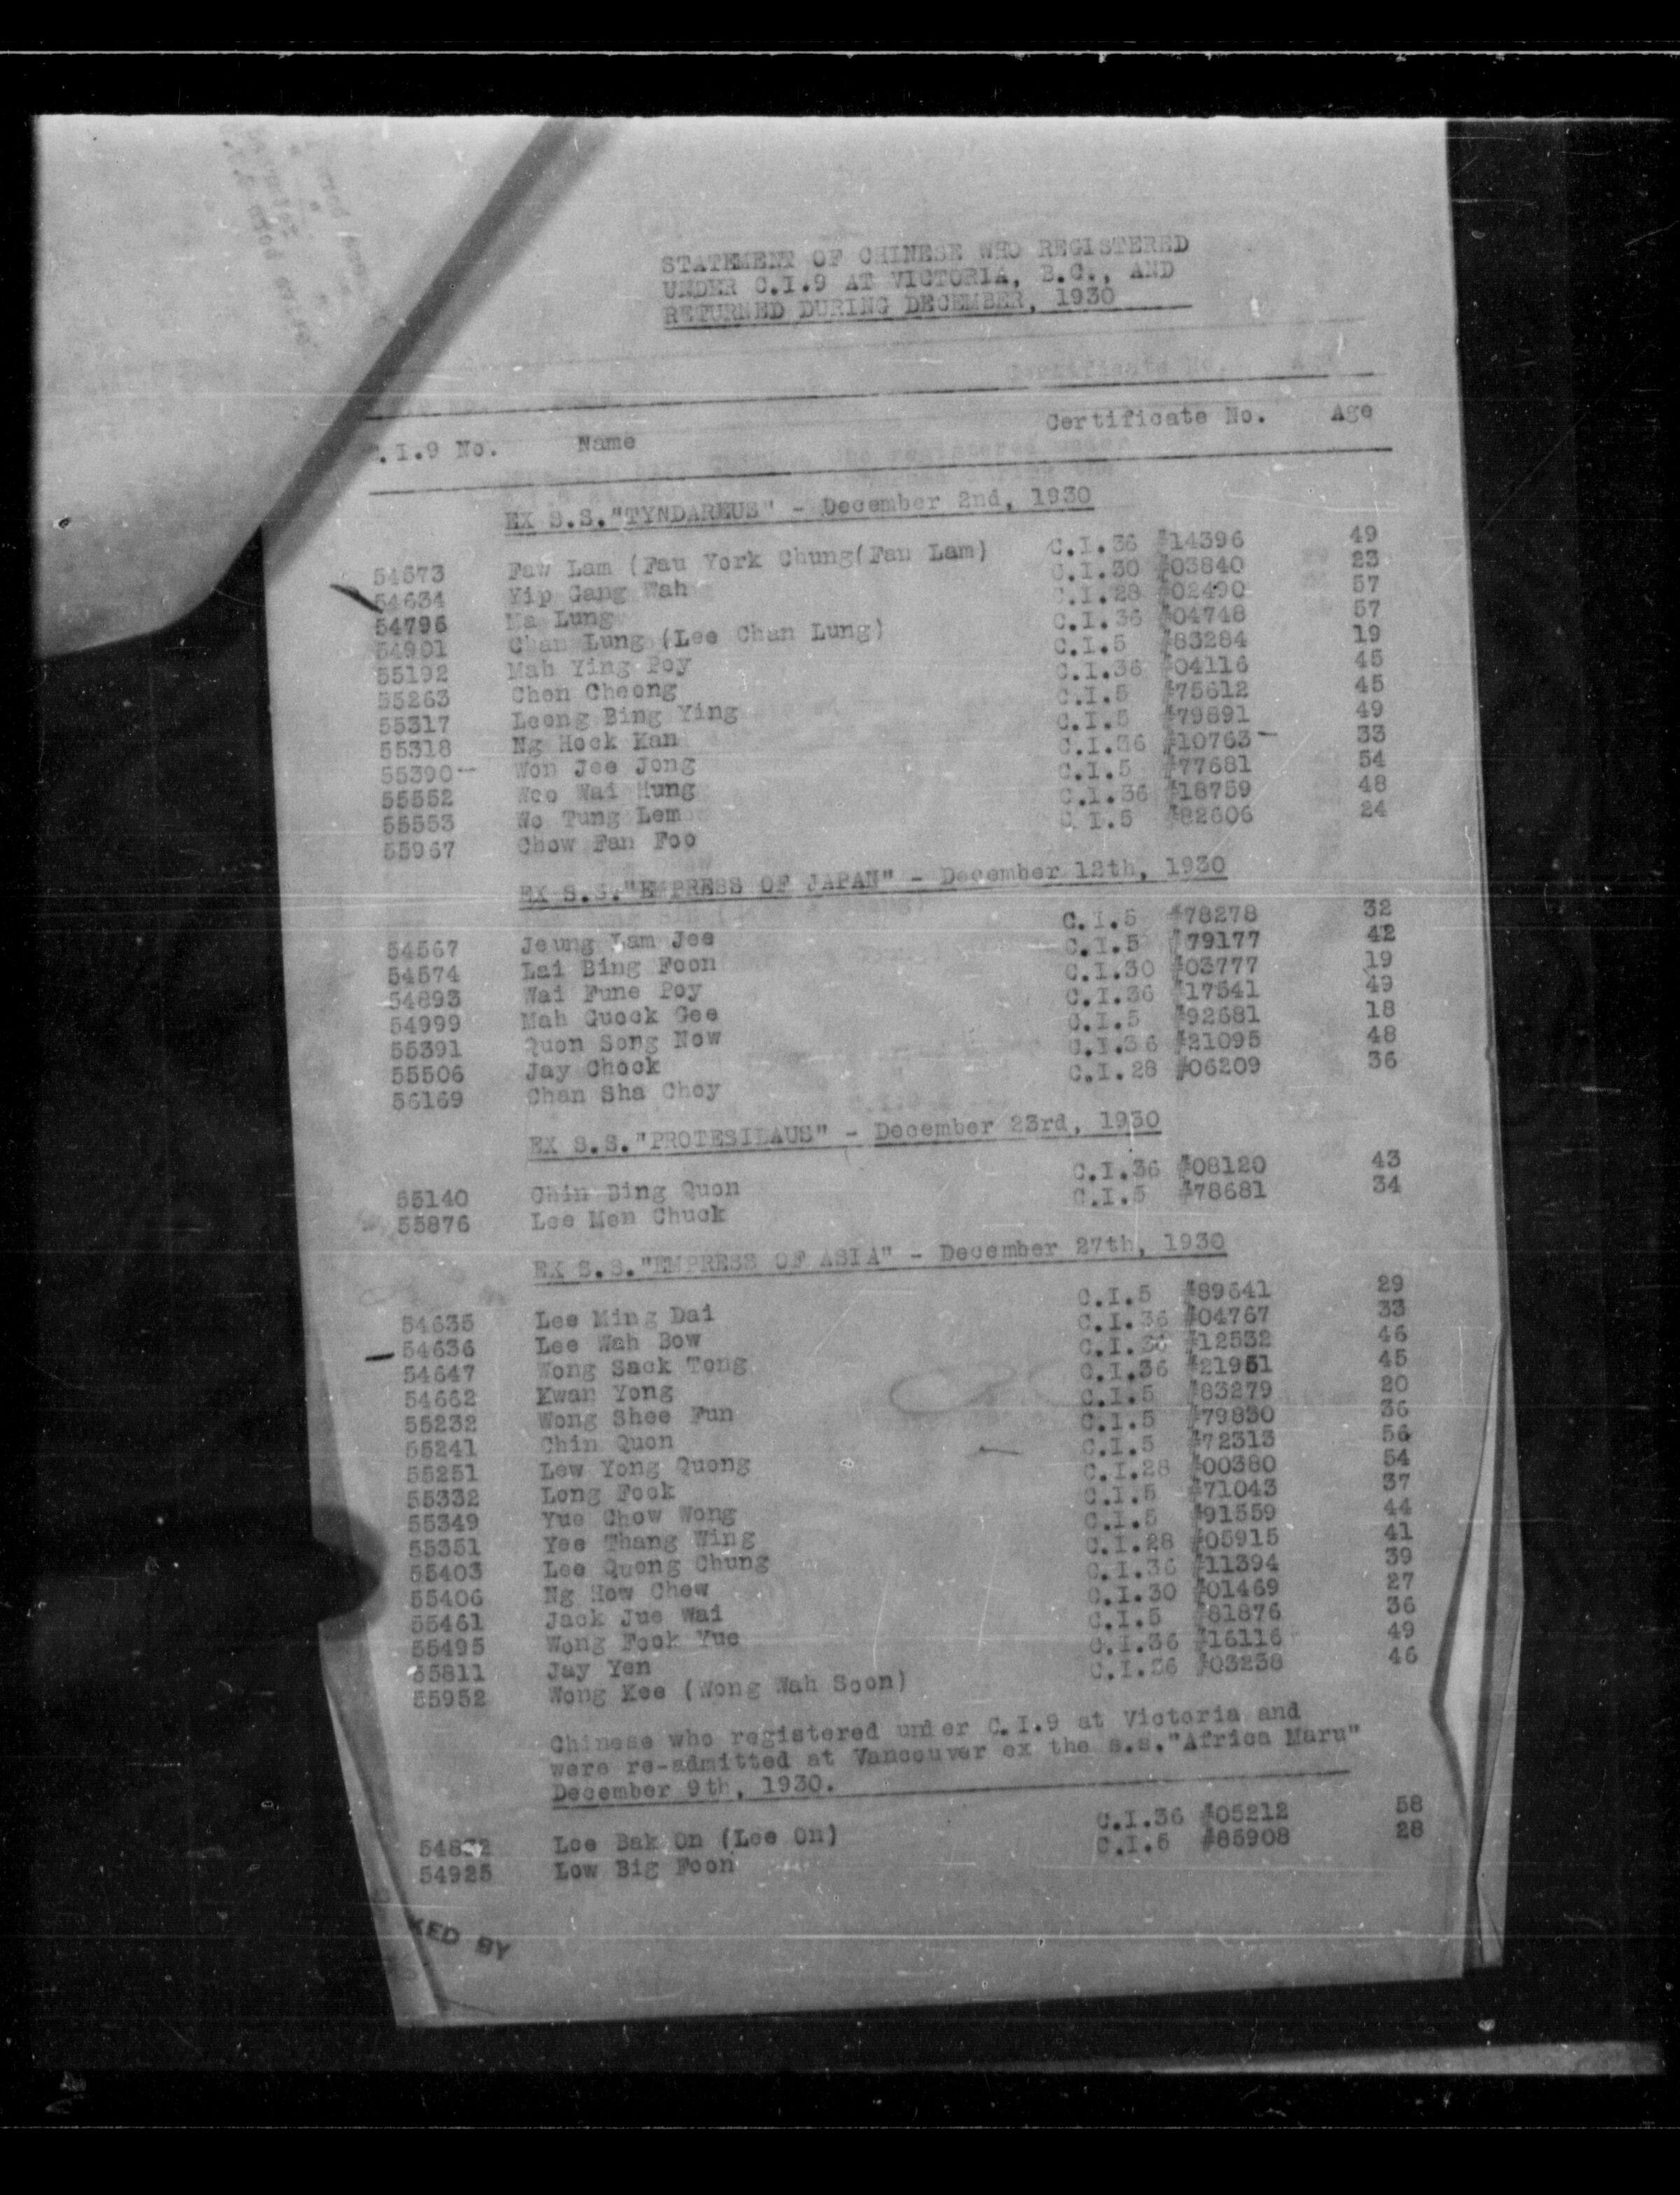 STATEMENT OF CHINESE WHO REGISTERED
UNDER C.I.9 AT VICTORIA, B.C., AND
RETURNED DURING DECEMBER, 1930
.I.9 No. Name Certificate No. Age
EX S.S."TYNDAREUS" - December 2nd, 1930
54573 Faw Lam (Fau York Chung(Fan Lam) C.I.36 #14396 49
54634 Yip Gang Wah C.I.30 #03840 23
54796 Ma Lung C.I.28 #02490 57
54901 Chan Lung (Lee Chan Lung) C.I.36 #04748 57
55192 Mah Ying Poy C.I.5 #83284 19
55263 Chen Cheong C.I.36 #04116 45
55317 Leong Bing Ying C.I.5 #75612 45
55318 Ng Hock Kan C.I.5 #79891 49
55390 Won Jee Jong C.I.36 #10763 33
55552 Woo Wai Hung C.I.5 #77681 54
55553 Wo Tung Lem C.I.36 #18759 48
55967 Chow Fan Foo C.I.5 #82606 24
EX S.S."EMPRESS OF JAPAN" - December 12th, 1930
54567 Jeung Lam Jee C.I.5 #78278 32
54574 Lai Bing Foon C.I.5 #79177 42
54893 Wai Fune Poy C.I.30 #03777 19
54999 Mah Guock Gee C.I.36 #17541 49
55391 Quon Song Now C.I.5 #92681 18
55506 Jay Chock C.I.36 #21095 48
56169 Chan Sha Choy C.I.28 #06209 36
EX S.S."PROTESILAUS" - December 23rd, 1930
55140 Chin Bing Quon C.I.36 #08120 43
55876 Lee Men Chuck C.I.5 #78681 34
EX S.S."EMPRESS OF ASIA" - December 27th, 1930
54635 Lee Ming Dai C.I.5 #89641 29
54636 Lee Wah Bow C.I.36 #04767 33
54647 Wong Sack Tong C.I.36 #12532 46
54662 Kwan Yong C.I.36 #21951 45
55232 Wong Shee Fun C.I.5 #83279 20
55241 Chin Quon C.I.5 #79830 36
55251 Lew Yong Quong C.I.5 #72313 56
55332 Long Fook C.I.28 #00380 54
55349 Yue Chow Wong C.I.5 #71043 37
55351 Yee Thang Wing C.I.5 #91559 44
55403 Lee Quong Chung C.I.28 #05915 41
55406 Ng How Chew C.I.36 #11394 39
55461 Jack Jue Wai C.I.30 #01469 27
55495 Wong Fook Yue C.I.5 #81876 36
55811 Jay Yen C.I.36 #16116 49
55952 Wong Kee (Wong Wah Soon) C.I.36 #03238 46
Chinese who registered under C.I.9 at Victoria and
were re-admitted at Vancouver ex the s.s."Africa Maru"
December 9th, 1930.
54832 Lee Bak On (Lee On) C.I.36 #05212 58
54925 Low Big Foon C.I.5 #85908 28
KED BY